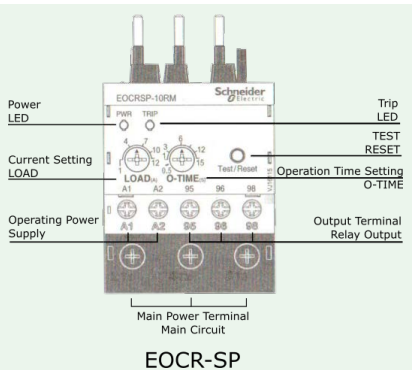 Schneider
Electric
EOCRSP-10RM
Power
LED
PWR TRIP
Trip
LED
TEST
RESET
4 7 10 12 1
6 3 12 1 15 0.5
Current Setting
LOAD
LOAD(A) O-TIME(s)
Test/Reset
Operation Time Setting
O-TIME
A1 A2 95 96 98
Operating Power
Supply
A1 A2 95 96 98
Output Terminal
Relay Output
Main Power Terminal
Main Circuit
EOCR-SP